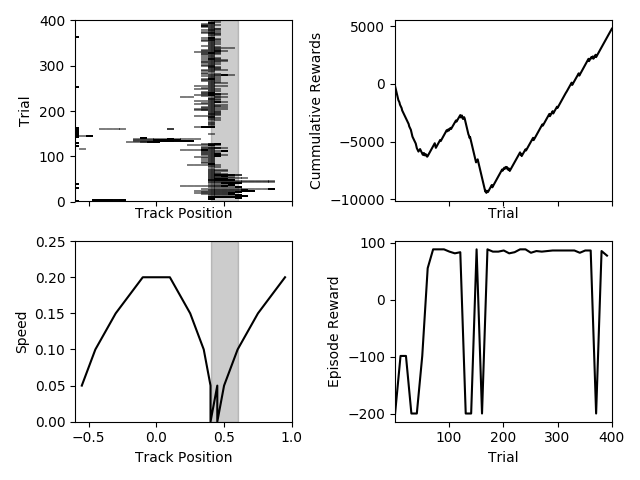 400
300
200
100
0
Trial
Track Position
5000
0
−5000
−10000
Cummulative Rewards
Trial
0.25
0.20
0.15
0.10
0.05
0.00
Speed
−0.5 0.0 0.5 1.0
Track Position
100
0
−100
−200
Episode Reward
100 200 300 400
Trial